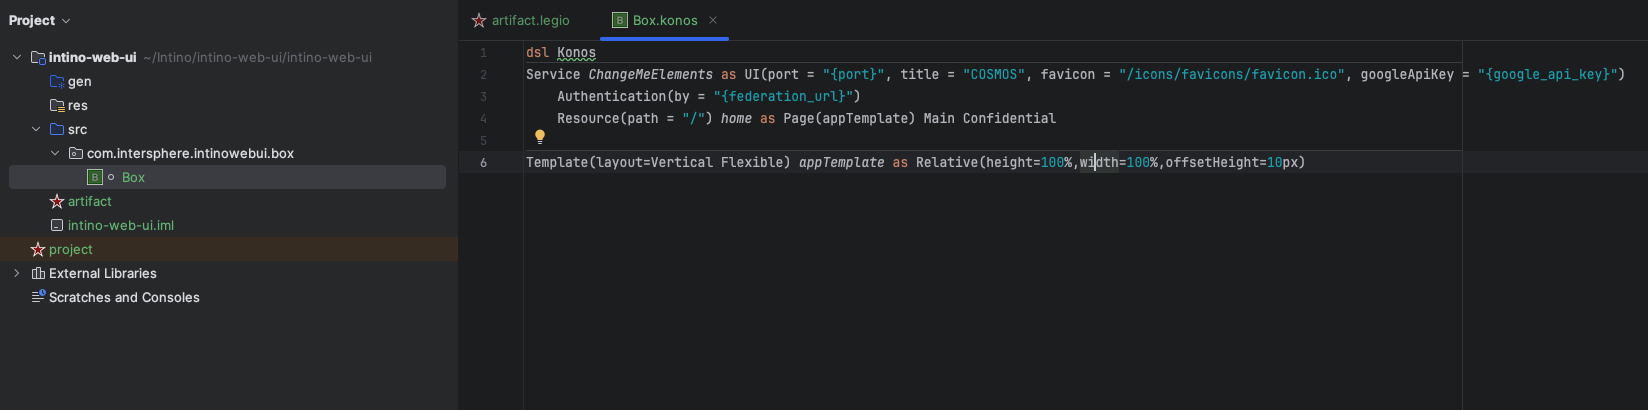 Project
intino-web-ui ~/Intino/intino-web-ui/intino-web-ui
gen
res
src
com.intersphere.intinowebui.box
B Box
artifact
intino-web-ui.iml
project
External Libraries
Scratches and Consoles
artifact.legio
B Box.konos
1 dsl Konos
2 Service ChangeMeElements as UI(port = "{port}", title = "COSMOS", favicon = "/icons/favicons/favicon.ico", googleApiKey = "{google_api_key}")
3 Authentication(by = "{federation_url}")
4 Resource(path = "/") home as Page(appTemplate) Main Confidential
5
6 Template(layout=Vertical Flexible) appTemplate as Relative(height=100%,width=100%,offsetHeight=10px)